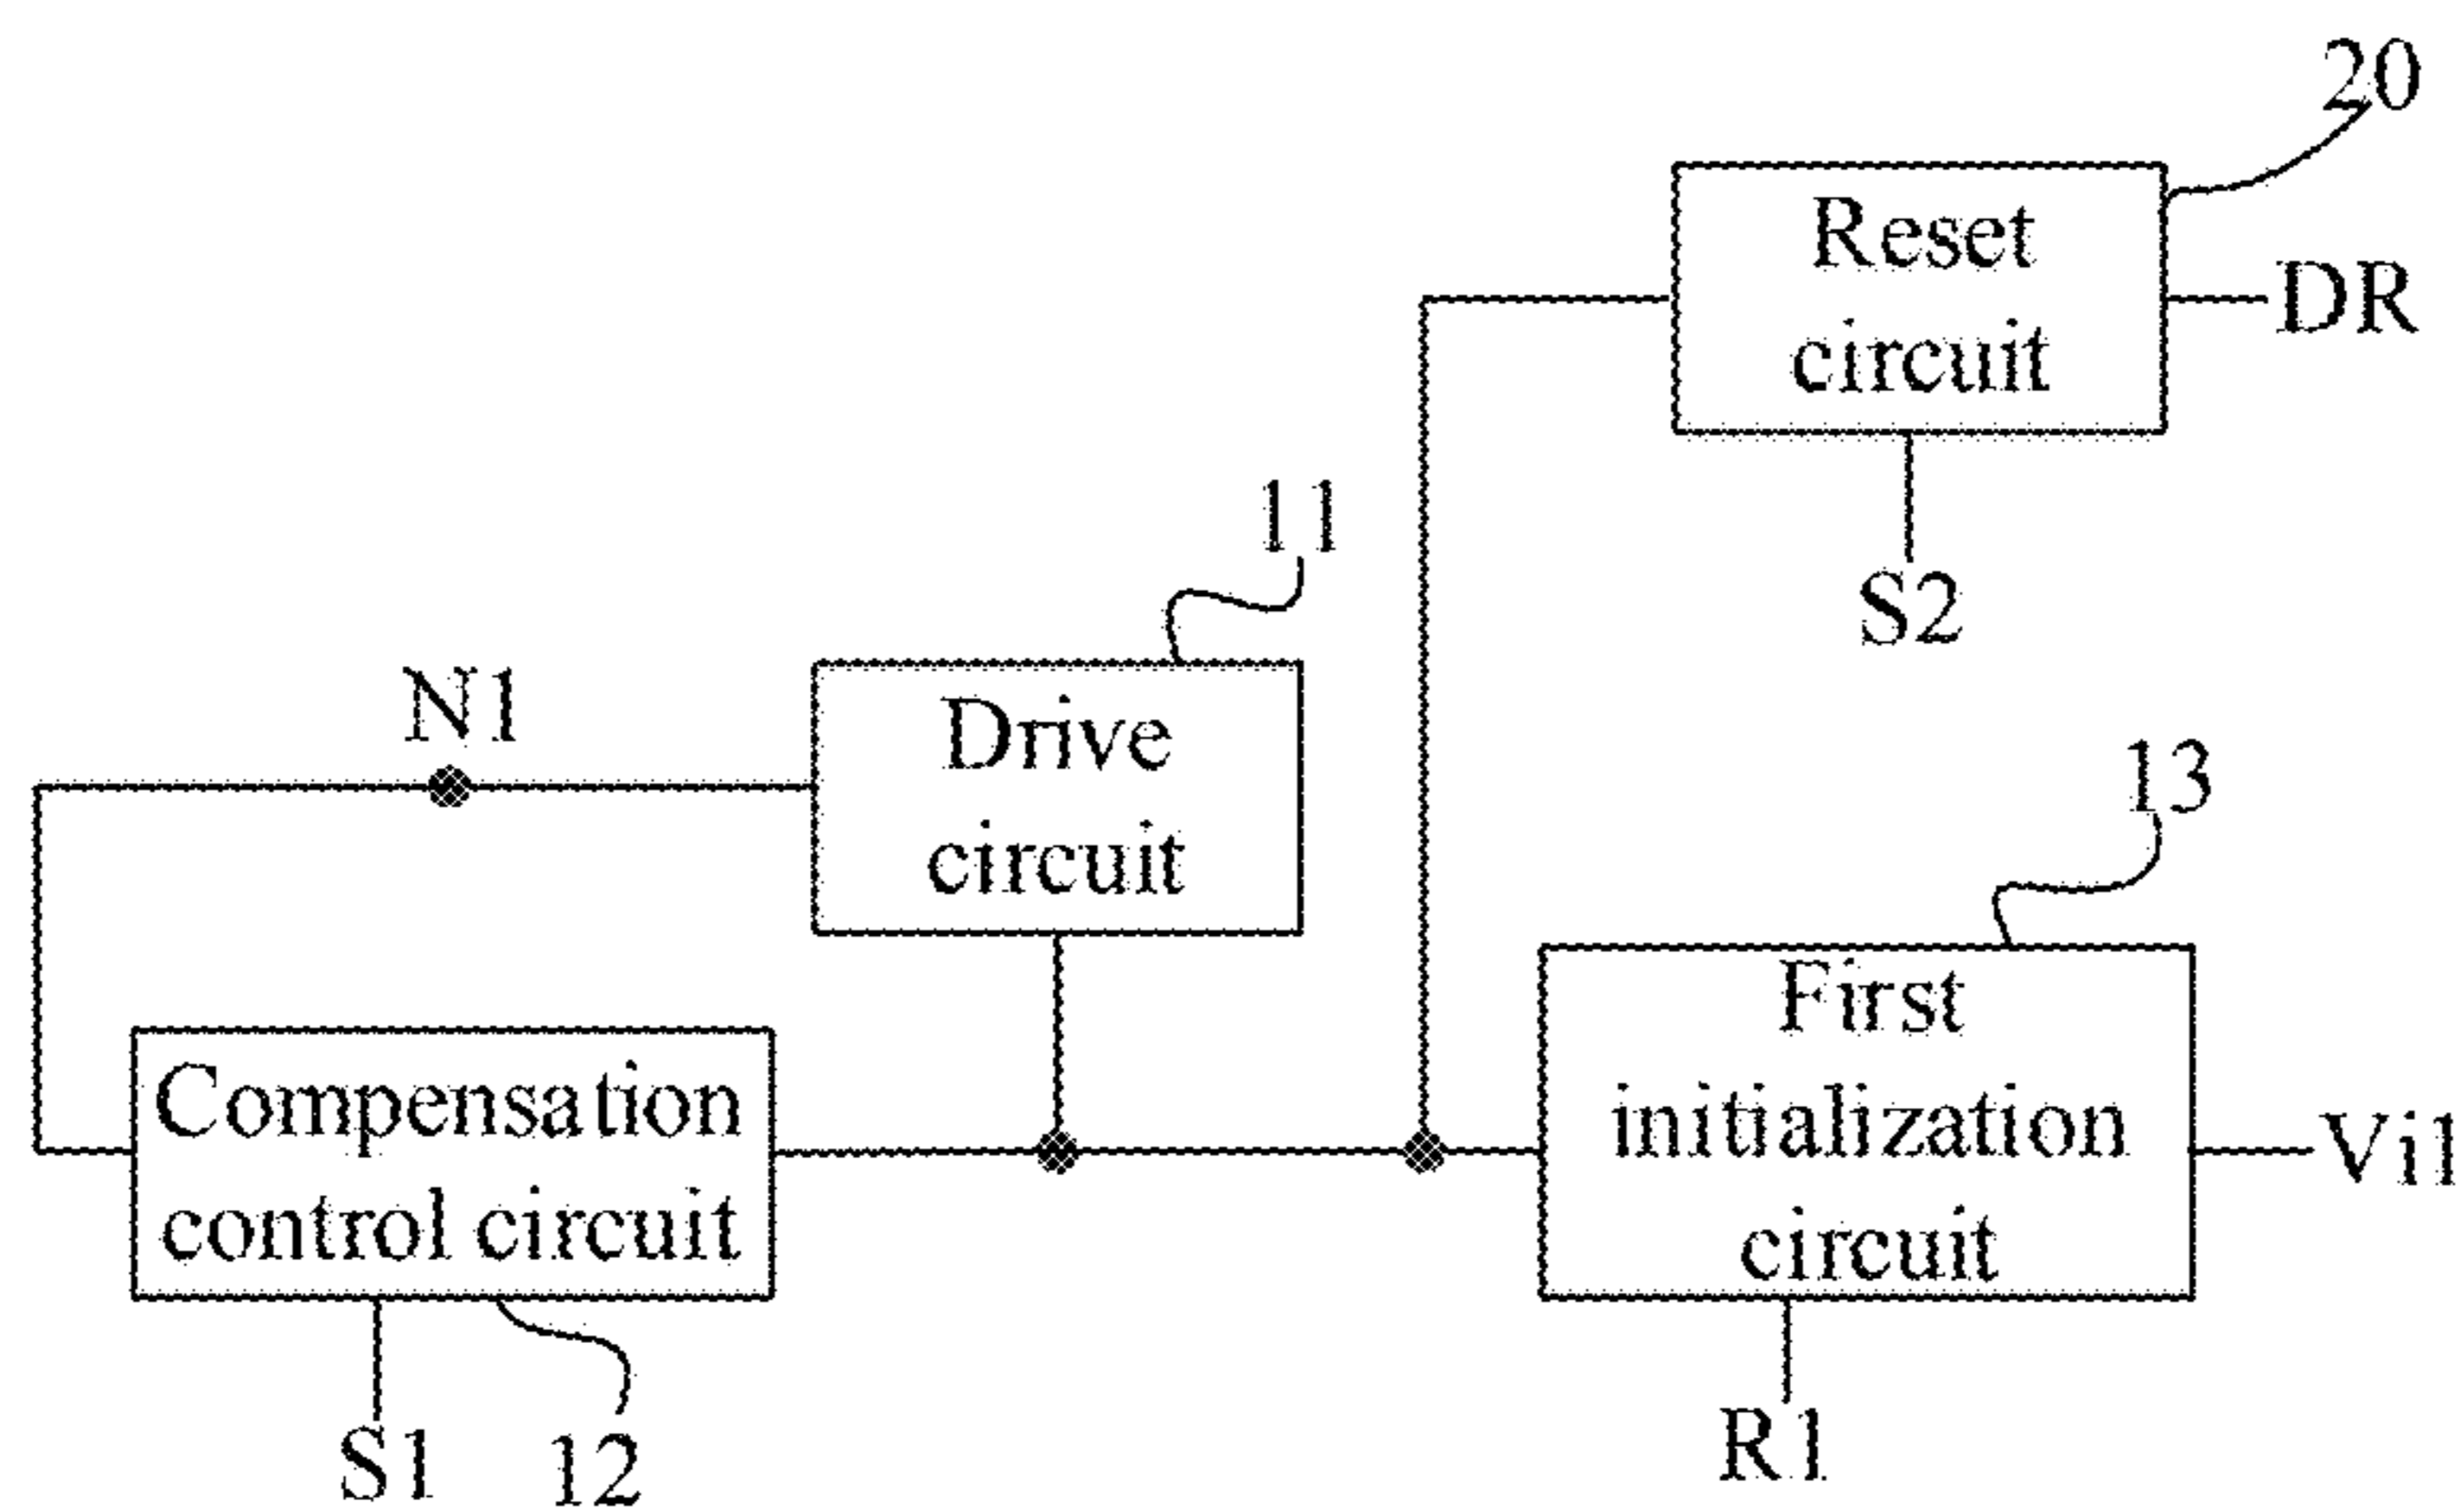 20
Reset
circuit
DR
S2
11
N1
Drive
circuit
13
First
initialization
circuit
Vi1
R1
Compensation
control circuit
S1
12